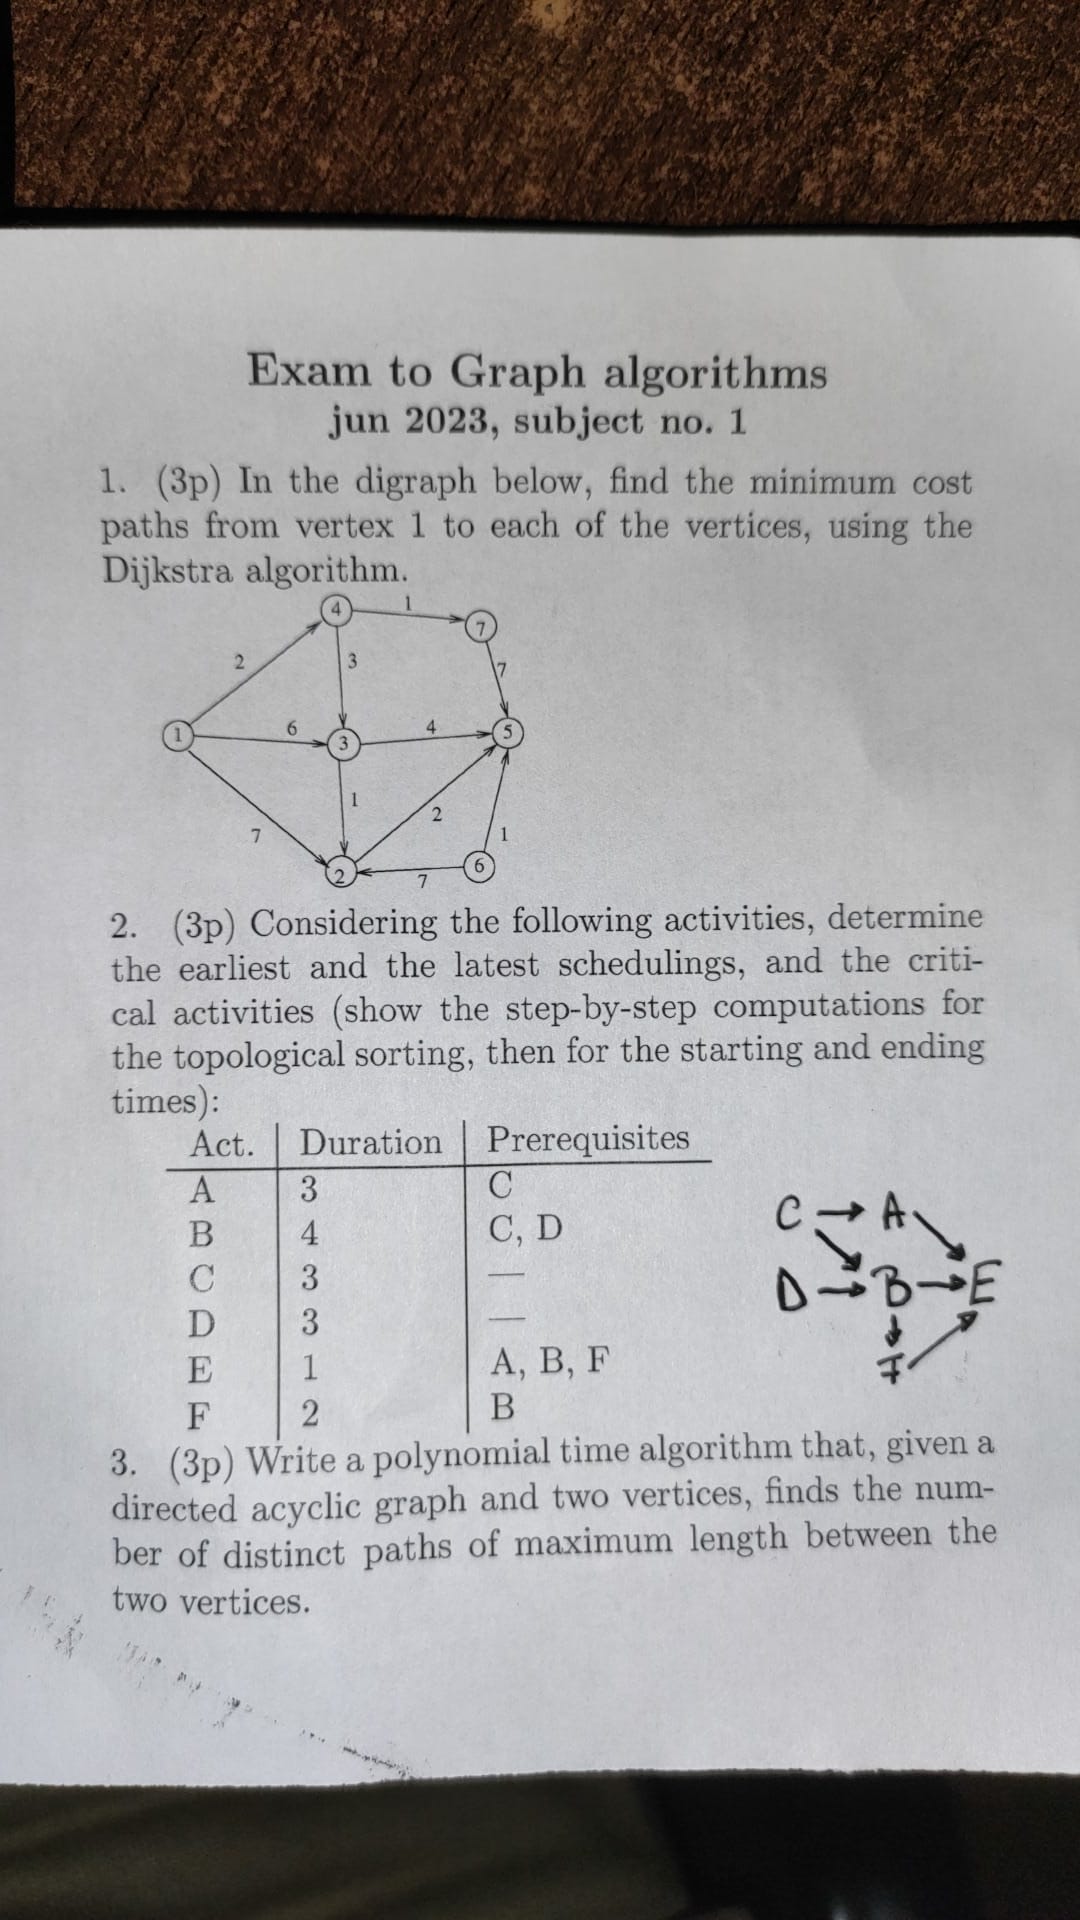 Exam to Graph algorithms
jun 2023, subject no. 1
1. (3p) In the digraph below, find the minimum cost
paths from vertex 1 to each of the vertices, using the
Dijkstra algorithm.
4 1 7
2 3 7
1 6 3 4 5
1 2
7 1
2 7 6
2. (3p) Considering the following activities, determine
the earliest and the latest schedulings, and the criti-
cal activities (show the step-by-step computations for
the topological sorting, then for the starting and ending
times):
Act. Duration Prerequisites
A 3 C
B 4 C, D
C 3 —
D 3 —
E 1 A, B, F
F 2 B
C → A
D → B → E
F
3. (3p) Write a polynomial time algorithm that, given a
directed acyclic graph and two vertices, finds the num-
ber of distinct paths of maximum length between the
two vertices.